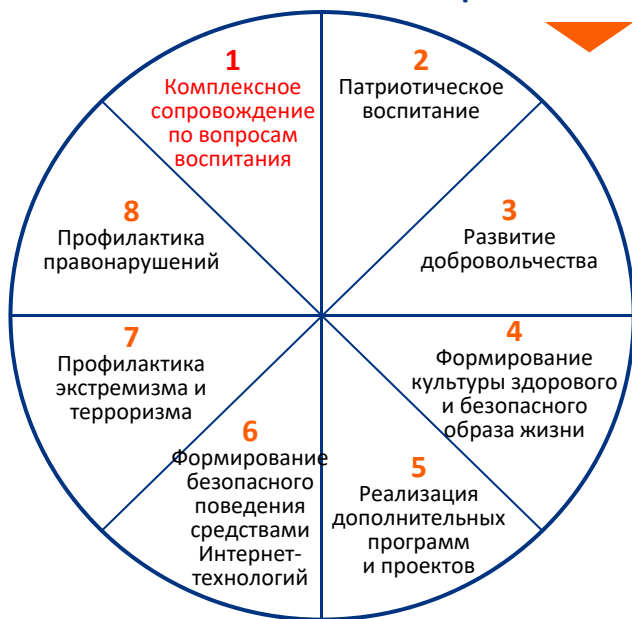 1
Комплексное
сопровождение
по вопросам
воспитания
2
Патриотическое
воспитание
3
Развитие
добровольчества
4
Формирование
культуры здорового
и безопасного
образа жизни
5
Реализация
дополнительных
программ
и проектов
6
Формирование
безопасного
поведения
средствами
Интернет-
технологий
7
Профилактика
экстремизма и
терроризма
8
Профилактика
правонарушений